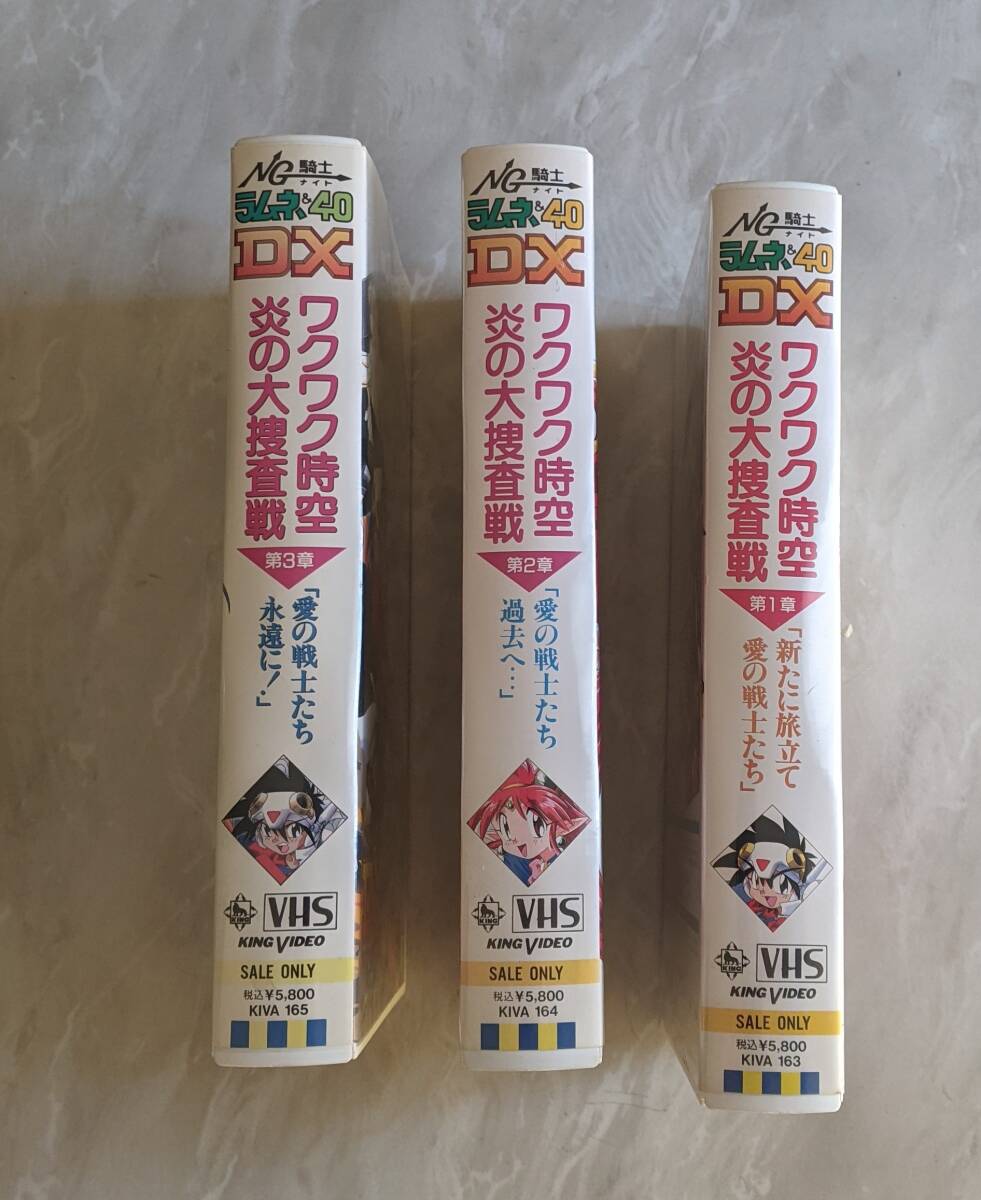 NG騎士
ナイト
ラムネ&40
DX
ワクワク時空
炎の大捜査戦
第3章
「愛の戦士たち
永遠に!」
KING
VHS
KING VIDEO
SALE ONLY
税込¥5,800
KIVA 165
NG騎士
ナイト
ラムネ&40
DX
ワクワク時空
炎の大捜査戦
第2章
「愛の戦士たち
過去へ…」
KING
VHS
KING VIDEO
SALE ONLY
税込¥5,800
KIVA 164
NG騎士
ナイト
ラムネ&40
DX
ワクワク時空
炎の大捜査戦
第1章
「新たに旅立て
愛の戦士たち」
KING
VHS
KING VIDEO
SALE ONLY
税込¥5,800
KIVA 163